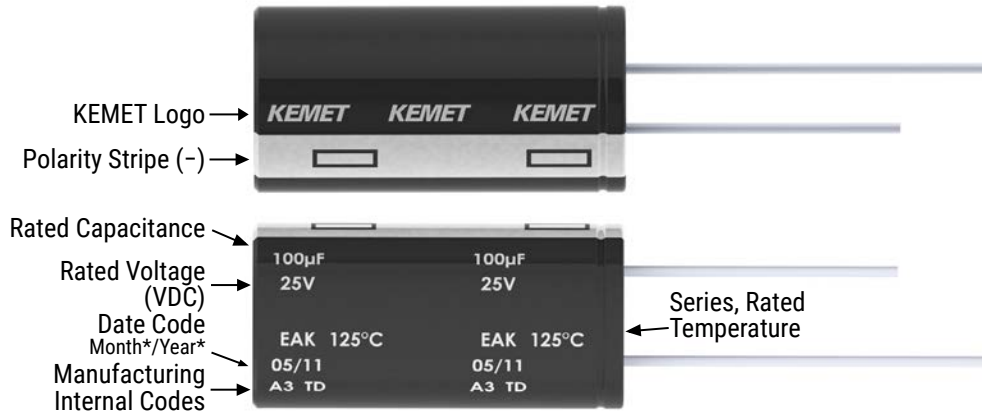 KEMET Logo
KEMET KEMET KEMET
Polarity Stripe (−)
Rated Capacitance
100µF 100µF
Rated Voltage
(VDC)
25V 25V
Series, Rated
Temperature
Date Code
Month*/Year*
EAK 125°C EAK 125°C
05/11 05/11
Manufacturing
Internal Codes
A3 TD A3 TD